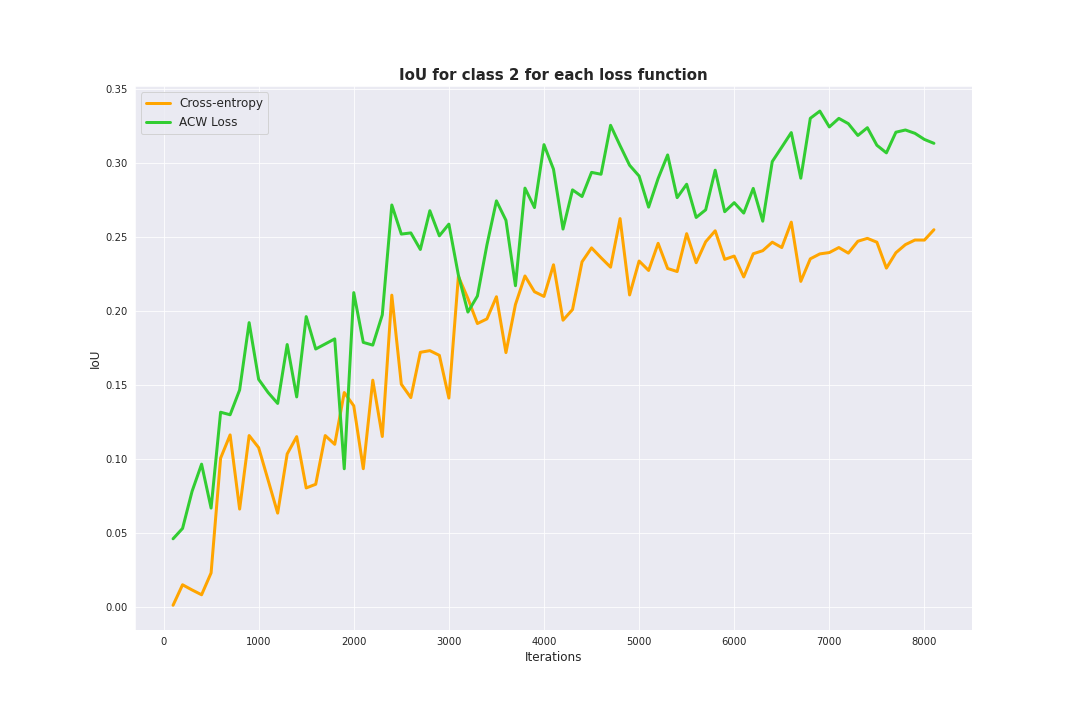 IoU for class 2 for each loss function
Cross-entropy
ACW Loss
0.35
0.30
0.25
0.20
0.15
0.10
0.05
0.00
IoU
0 1000 2000 3000 4000 5000 6000 7000 8000
Iterations